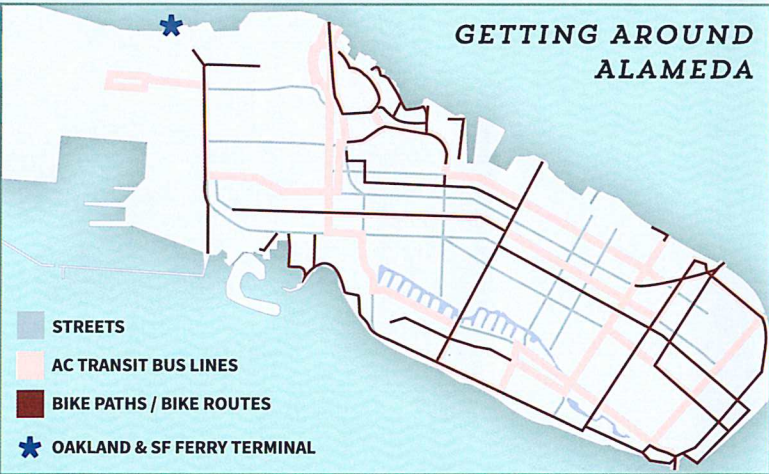 GETTING AROUND
ALAMEDA
STREETS
AC TRANSIT BUS LINES
BIKE PATHS / BIKE ROUTES
OAKLAND & SF FERRY TERMINAL